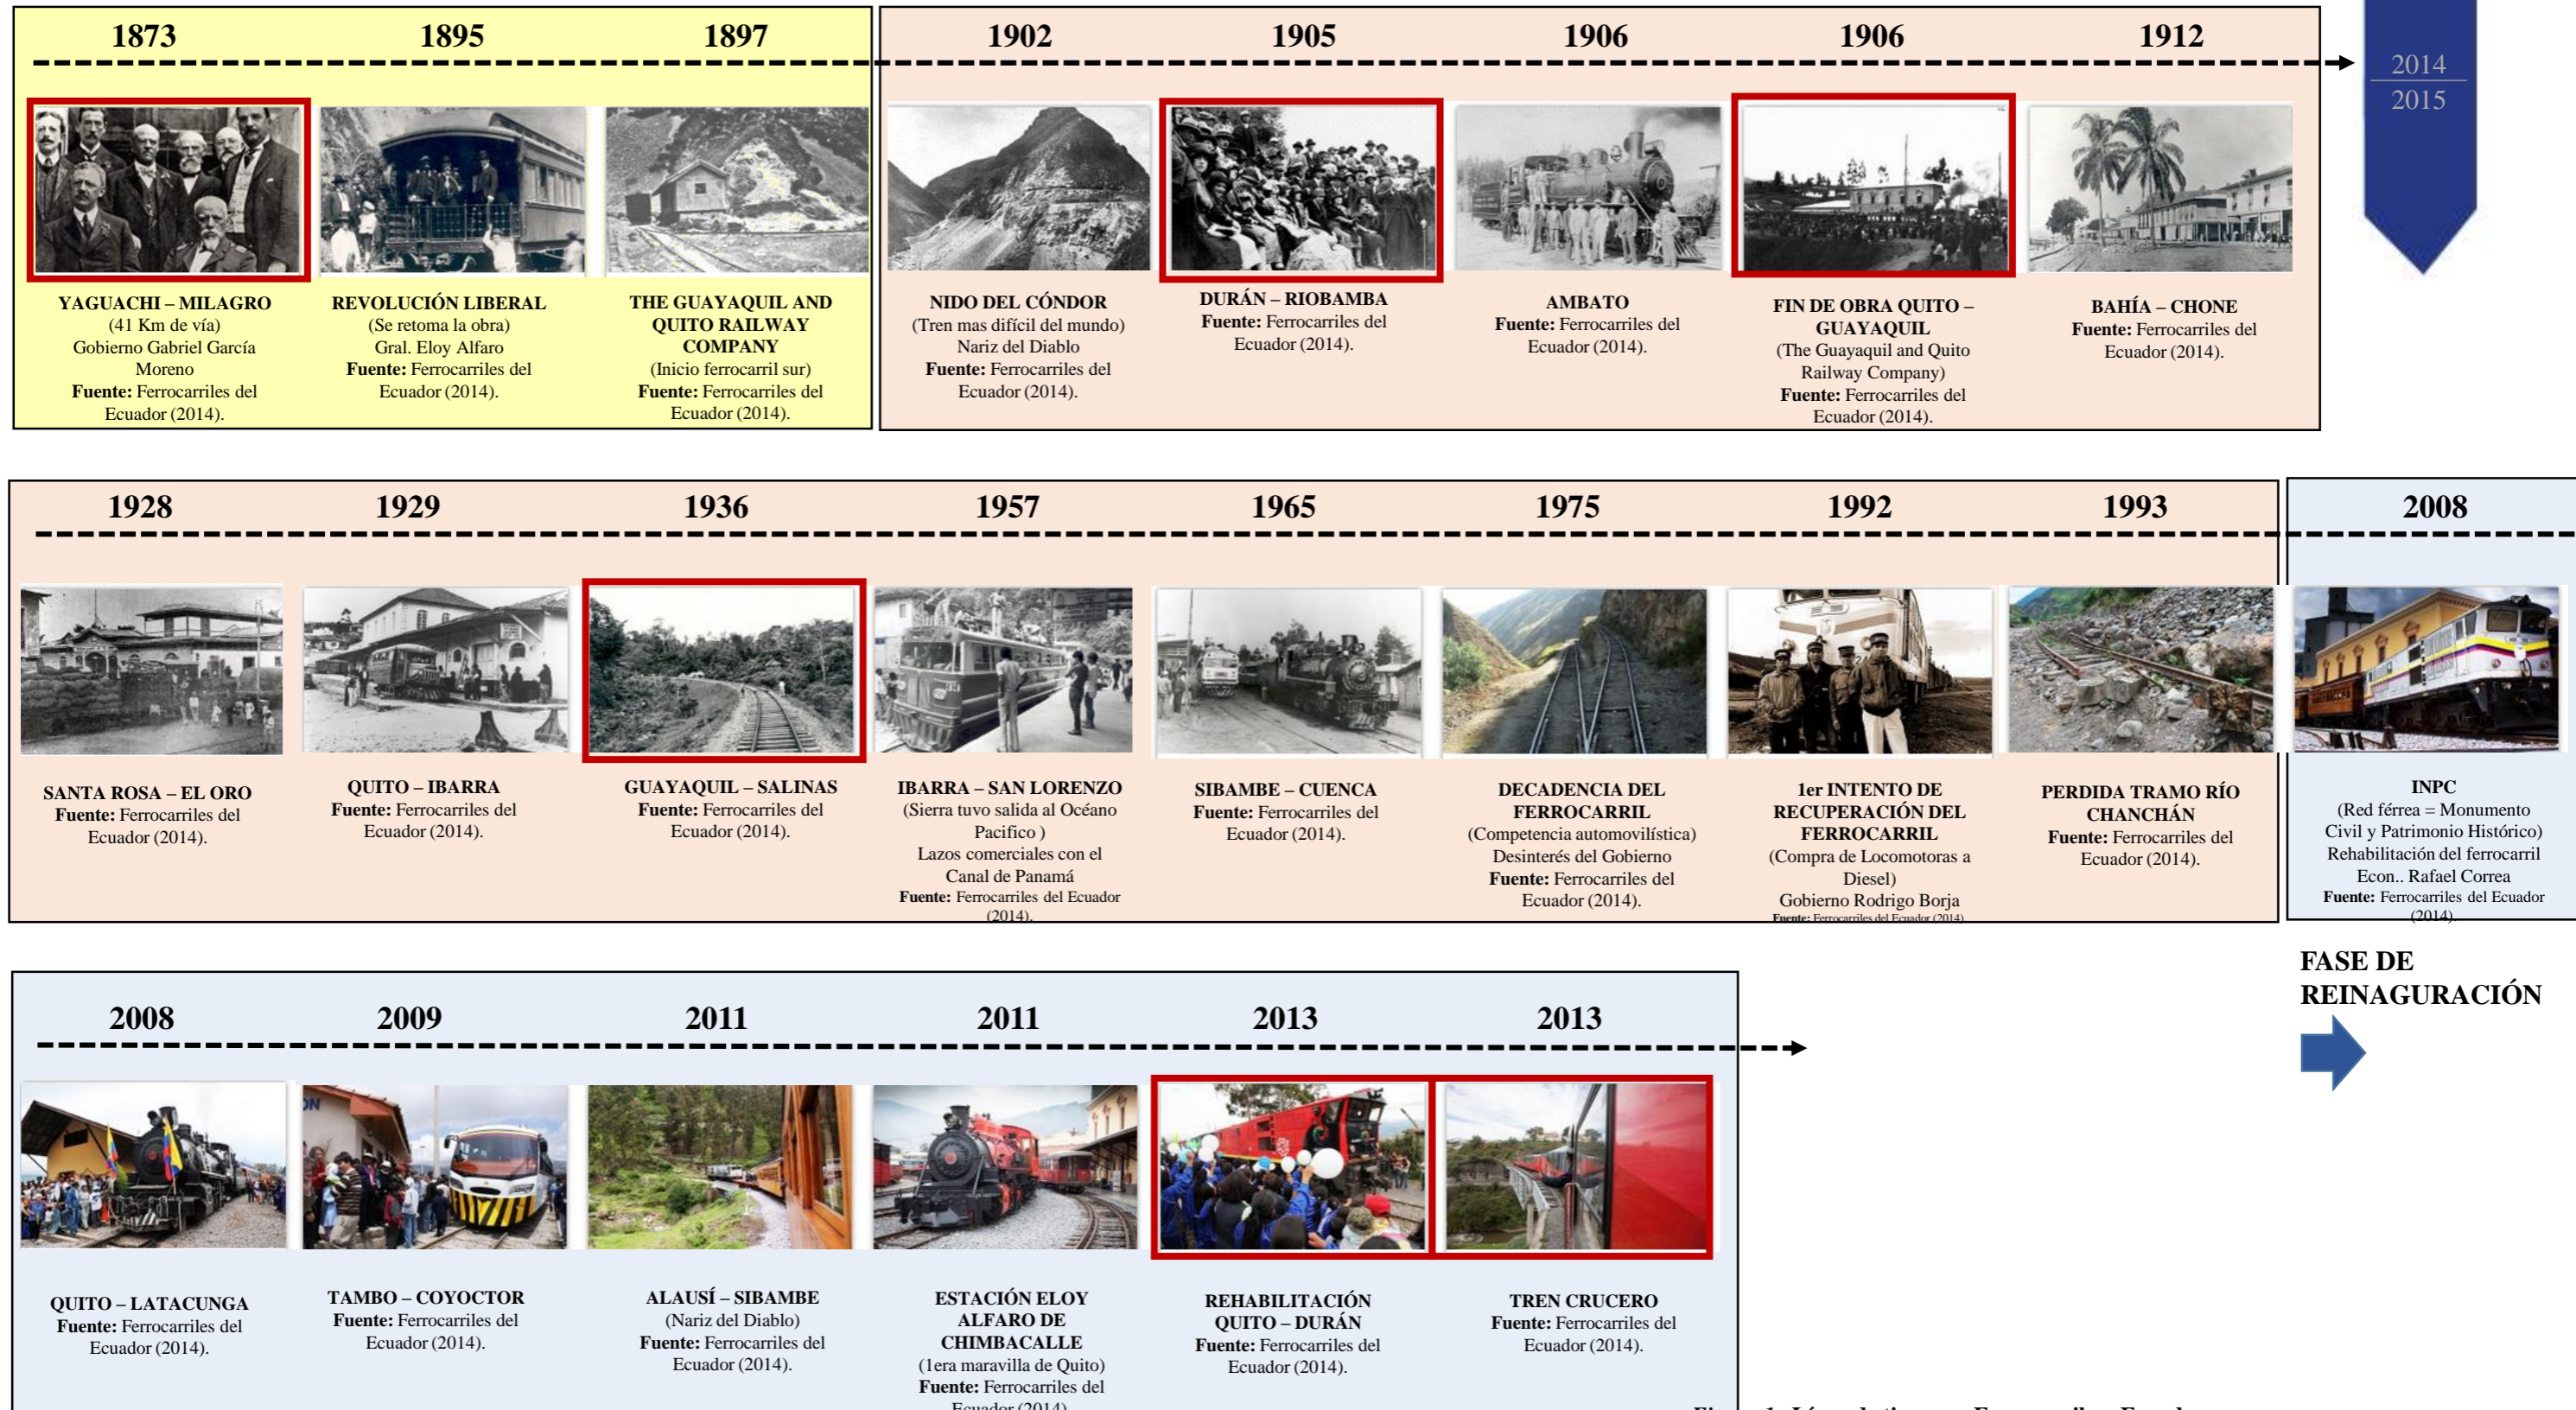 1873
1895
1897
1902
1905
1906
1906
1912
2014
2015
YAGUACHI – MILAGRO
(41 Km de vía)
Gobierno Gabriel García
Moreno
Fuente: Ferrocarriles del
Ecuador (2014).
REVOLUCIÓN LIBERAL
(Se retoma la obra)
Gral. Eloy Alfaro
Fuente: Ferrocarriles del
Ecuador (2014).
THE GUAYAQUIL AND
QUITO RAILWAY
COMPANY
(Inicio ferrocarril sur)
Fuente: Ferrocarriles del
Ecuador (2014).
NIDO DEL CÓNDOR
(Tren mas difícil del mundo)
Nariz del Diablo
Fuente: Ferrocarriles del
Ecuador (2014).
DURÁN – RIOBAMBA
Fuente: Ferrocarriles del
Ecuador (2014).
AMBATO
Fuente: Ferrocarriles del
Ecuador (2014).
FIN DE OBRA QUITO –
GUAYAQUIL
(The Guayaquil and Quito
Railway Company)
Fuente: Ferrocarriles del
Ecuador (2014).
BAHÍA – CHONE
Fuente: Ferrocarriles del
Ecuador (2014).
1928
1929
1936
1957
1965
1975
1992
1993
2008
SANTA ROSA – EL ORO
Fuente: Ferrocarriles del
Ecuador (2014).
QUITO – IBARRA
Fuente: Ferrocarriles del
Ecuador (2014).
GUAYAQUIL – SALINAS
Fuente: Ferrocarriles del
Ecuador (2014).
IBARRA – SAN LORENZO
(Sierra tuvo salida al Océano
Pacifico )
Lazos comerciales con el
Canal de Panamá
Fuente: Ferrocarriles del Ecuador
(2014).
SIBAMBE – CUENCA
Fuente: Ferrocarriles del
Ecuador (2014).
DECADENCIA DEL
FERROCARRIL
(Competencia automovilística)
Desinterés del Gobierno
Fuente: Ferrocarriles del
Ecuador (2014).
1er INTENTO DE
RECUPERACIÓN DEL
FERROCARRIL
(Compra de Locomotoras a
Diesel)
Gobierno Rodrigo Borja
Fuente: Ferrocarriles del Ecuador (2014)
PERDIDA TRAMO RÍO
CHANCHÁN
Fuente: Ferrocarriles del
Ecuador (2014).
INPC
(Red férrea = Monumento
Civil y Patrimonio Histórico)
Rehabilitación del ferrocarril
Econ.. Rafael Correa
Fuente: Ferrocarriles del Ecuador
(2014).
FASE DE
REINAGURACIÓN
2008
2009
2011
2011
2013
2013
ON
QUITO – LATACUNGA
Fuente: Ferrocarriles del
Ecuador (2014).
TAMBO – COYOCTOR
Fuente: Ferrocarriles del
Ecuador (2014).
ALAUSÍ – SIBAMBE
(Nariz del Diablo)
Fuente: Ferrocarriles del
Ecuador (2014).
ESTACIÓN ELOY
ALFARO DE
CHIMBACALLE
(1era maravilla de Quito)
Fuente: Ferrocarriles del
Ecuador (2014)
REHABILITACIÓN
QUITO – DURÁN
Fuente: Ferrocarriles del
Ecuador (2014).
TREN CRUCERO
Fuente: Ferrocarriles del
Ecuador (2014).